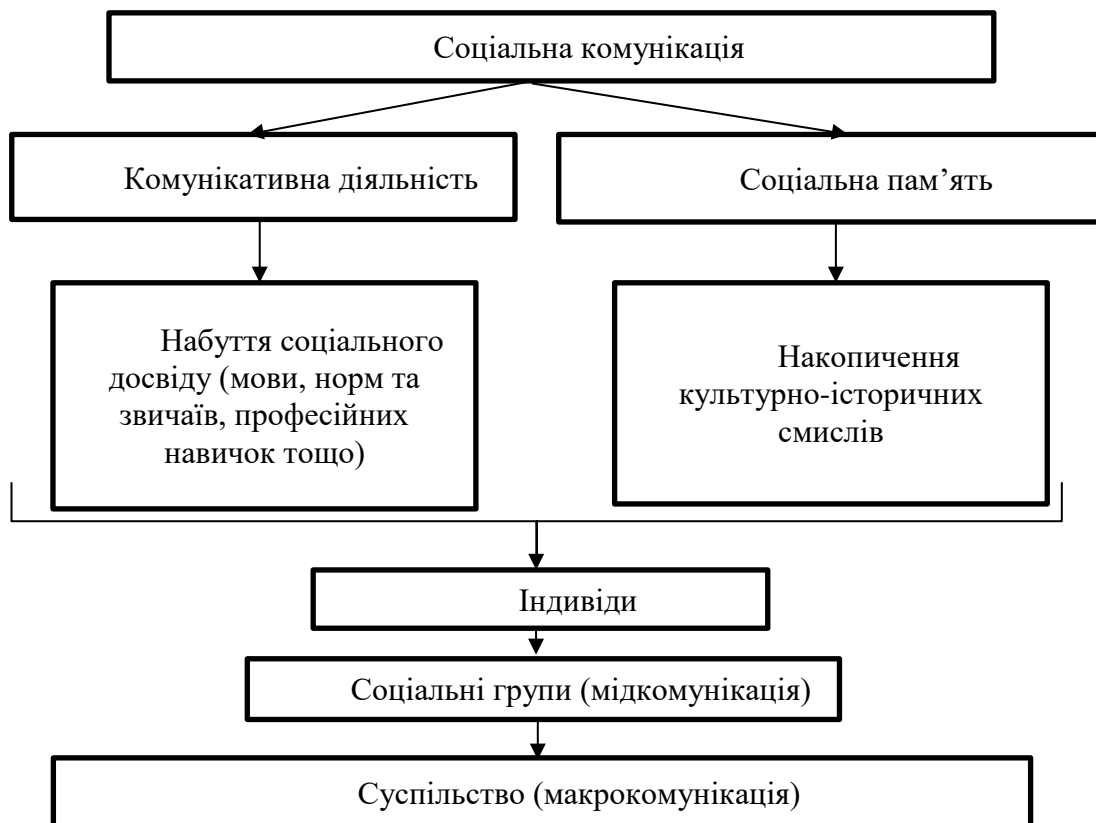 Соціальна комунікація
Комунікативна діяльність
Соціальна пам’ять
Набуття соціального
досвіду (мови, норм та
звичаїв, професійних
навичок тощо)
Накопичення
культурно-історичних
смислів
Індивіди
Соціальні групи (мідкомунікація)
Суспільство (макрокомунікація)